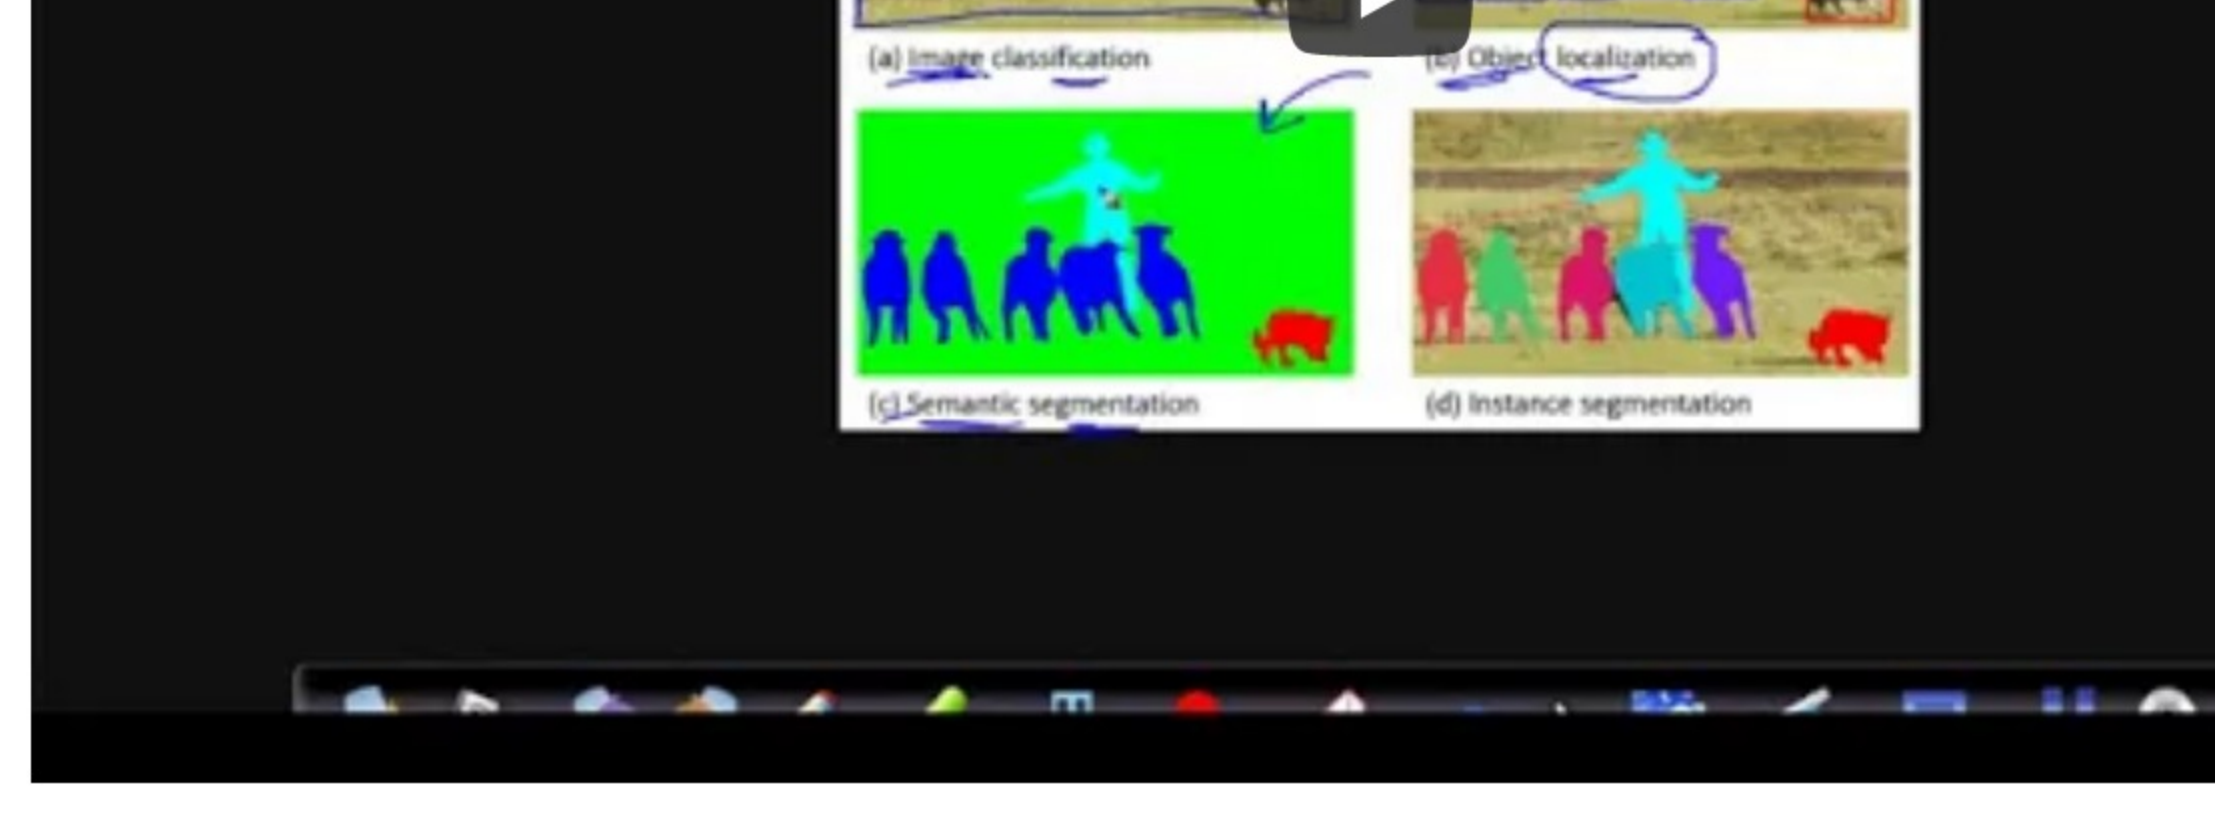 (a) Image classification
(b) Object localization
(c) Semantic segmentation
(d) Instance segmentation